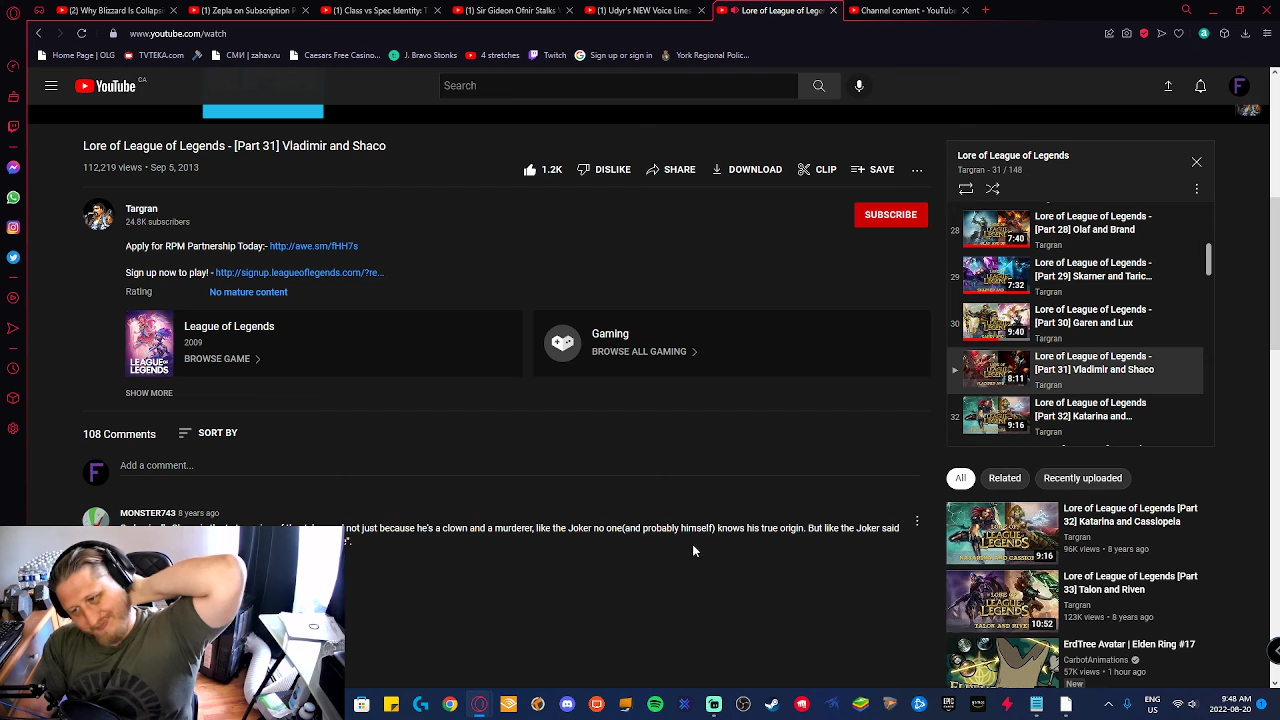 (2) Why Blizzard Is Collapsi
(1) Zepla on Subscription P
(1) Class vs Spec Identity: T
(1) Sir Gideon Ofnir Stalks V
(1) Udyr's NEW Voice Lines
Lore of League of Legen
Channel content - YouTube
www.youtube.com/watch
Home Page | OLG
TVTEKA.com
СМИ | zahav.ru
Caesars Free Casino...
J. Bravo Stonks
4 stretches
Twitch
Sign up or sign in
York Regional Polic...
YouTube CA
Search
Lore of League of Legends - [Part 31] Vladimir and Shaco
112,219 views • Sep 5, 2013
1.2K DISLIKE SHARE DOWNLOAD CLIP SAVE
Targran
24.8K subscribers
SUBSCRIBE
Apply for RPM Partnership Today:- http://awe.sm/fHH7s
Sign up now to play! - http://signup.leagueoflegends.com/?re...
Rating No mature content
League of Legends
2009
BROWSE GAME
Gaming
BROWSE ALL GAMING
SHOW MORE
108 Comments SORT BY
Add a comment...
MONSTER743 8 years ago
not just because he's a clown and a murderer, like the Joker no one(and probably himself) knows his true origin. But like the Joker said
Lore of League of Legends
Targran - 31 / 148
28
7:40
Lore of League of Legends -
[Part 28] Olaf and Brand
Targran
29
7:32
Lore of League of Legends -
[Part 29] Skarner and Taric...
Targran
30
9:40
Lore of League of Legends -
[Part 30] Garen and Lux
Targran
8:11
Lore of League of Legends -
[Part 31] Vladimir and Shaco
Targran
32
9:16
Lore of League of Legends
[Part 32] Katarina and...
Targran
All Related Recently uploaded
9:16
Lore of League of Legends [Part
32] Katarina and Cassiopeia
Targran
96K views • 8 years ago
10:52
Lore of League of Legends [Part
33] Talon and Riven
Targran
123K views • 8 years ago
ErdTree Avatar | Elden Ring #17
CarbotAnimations
57K views • 1 hour ago
New
ENG
US
9:48 AM
2022-06-20